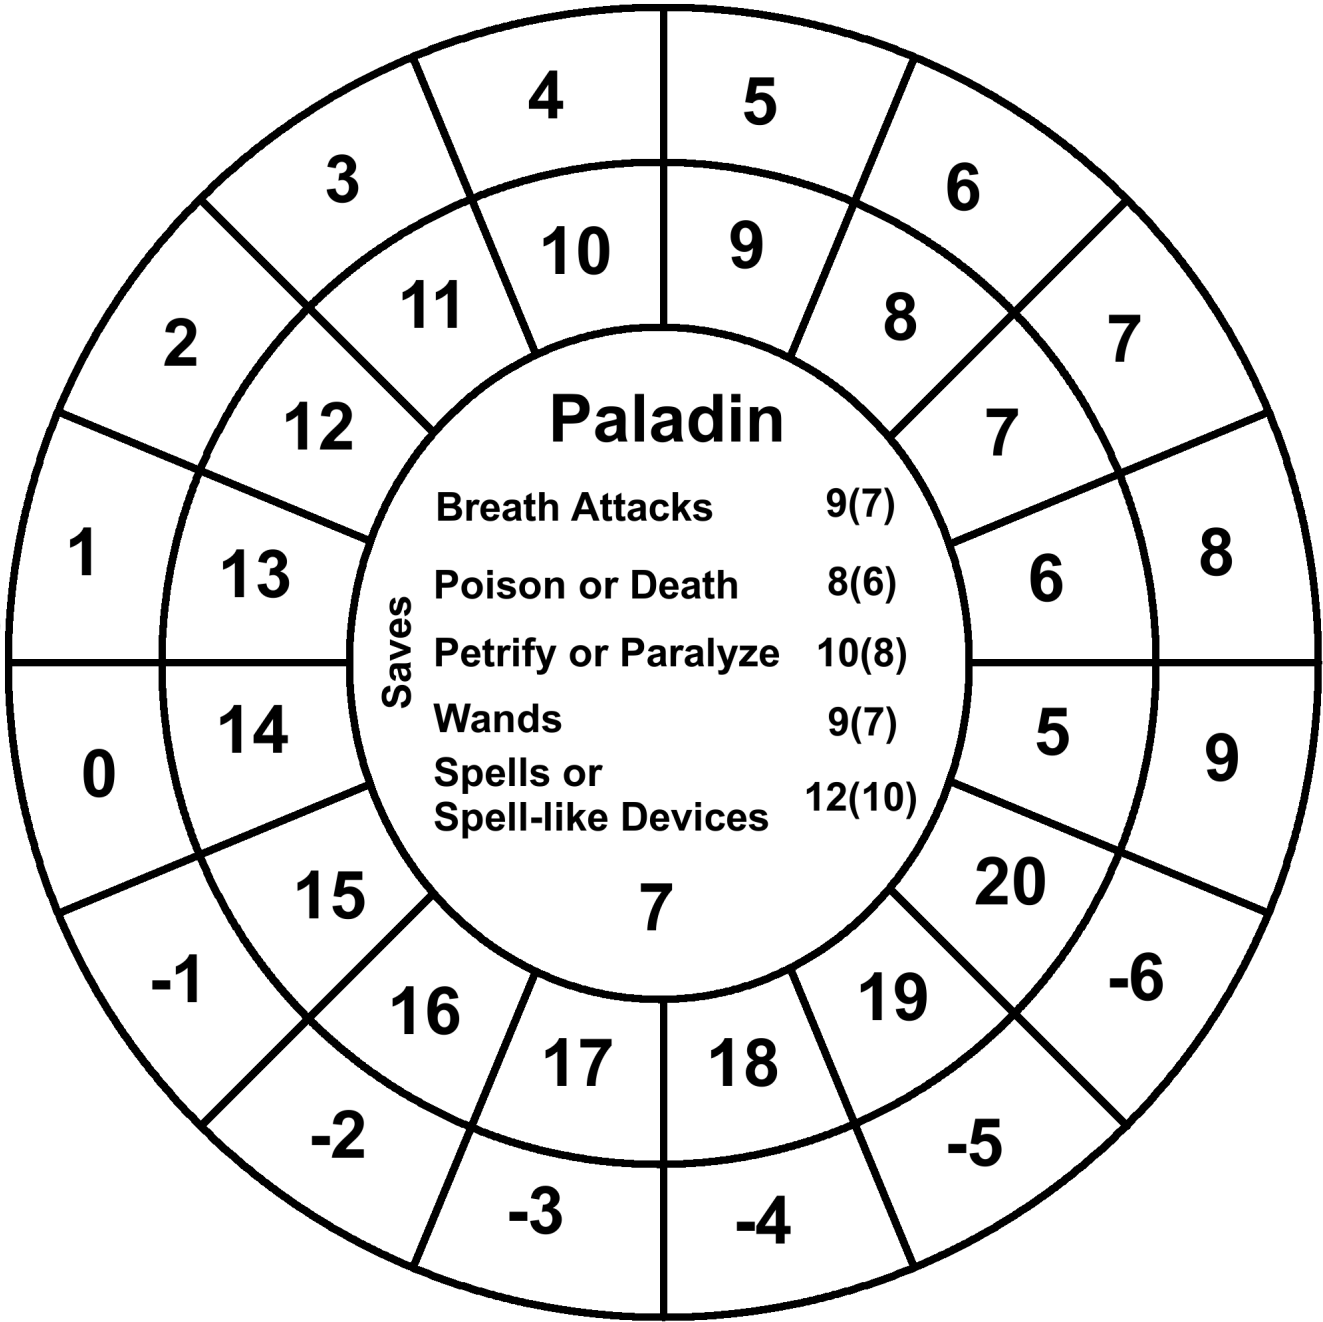 4 5
3 6
2 7
1 8
0 9
-1 -6
-2 -5
-3 -4
10 9
11 8
12 7
13 6
14 5
15 20
16 19
17 18
Paladin
Saves
Breath Attacks 9(7)
Poison or Death 8(6)
Petrify or Paralyze 10(8)
Wands 9(7)
Spells or
Spell-like Devices 12(10)
7